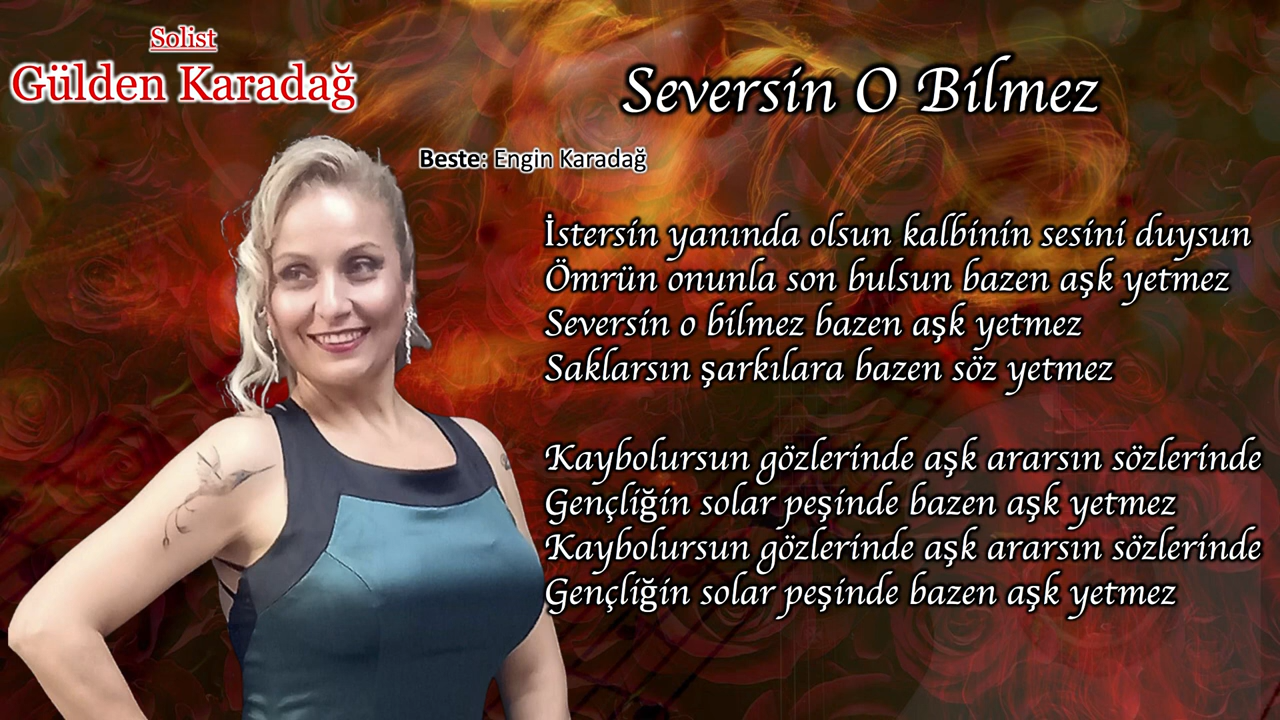 Solist
Gülden Karadağ
Seversin O Bilmez
Beste: Engin Karadağ
İstersin yanında olsun kalbinin sesini duysun
Ömrün onunla son bulsun bazen aşk yetmez
Seversin o bilmez bazen aşk yetmez
Saklarsın şarkılara bazen söz yetmez
Kaybolursun gözlerinde aşk ararsın sözlerinde
Gençliğin solar peşinde bazen aşk yetmez
Kaybolursun gözlerinde aşk ararsın sözlerinde
Gençliğin solar peşinde bazen aşk yetmez